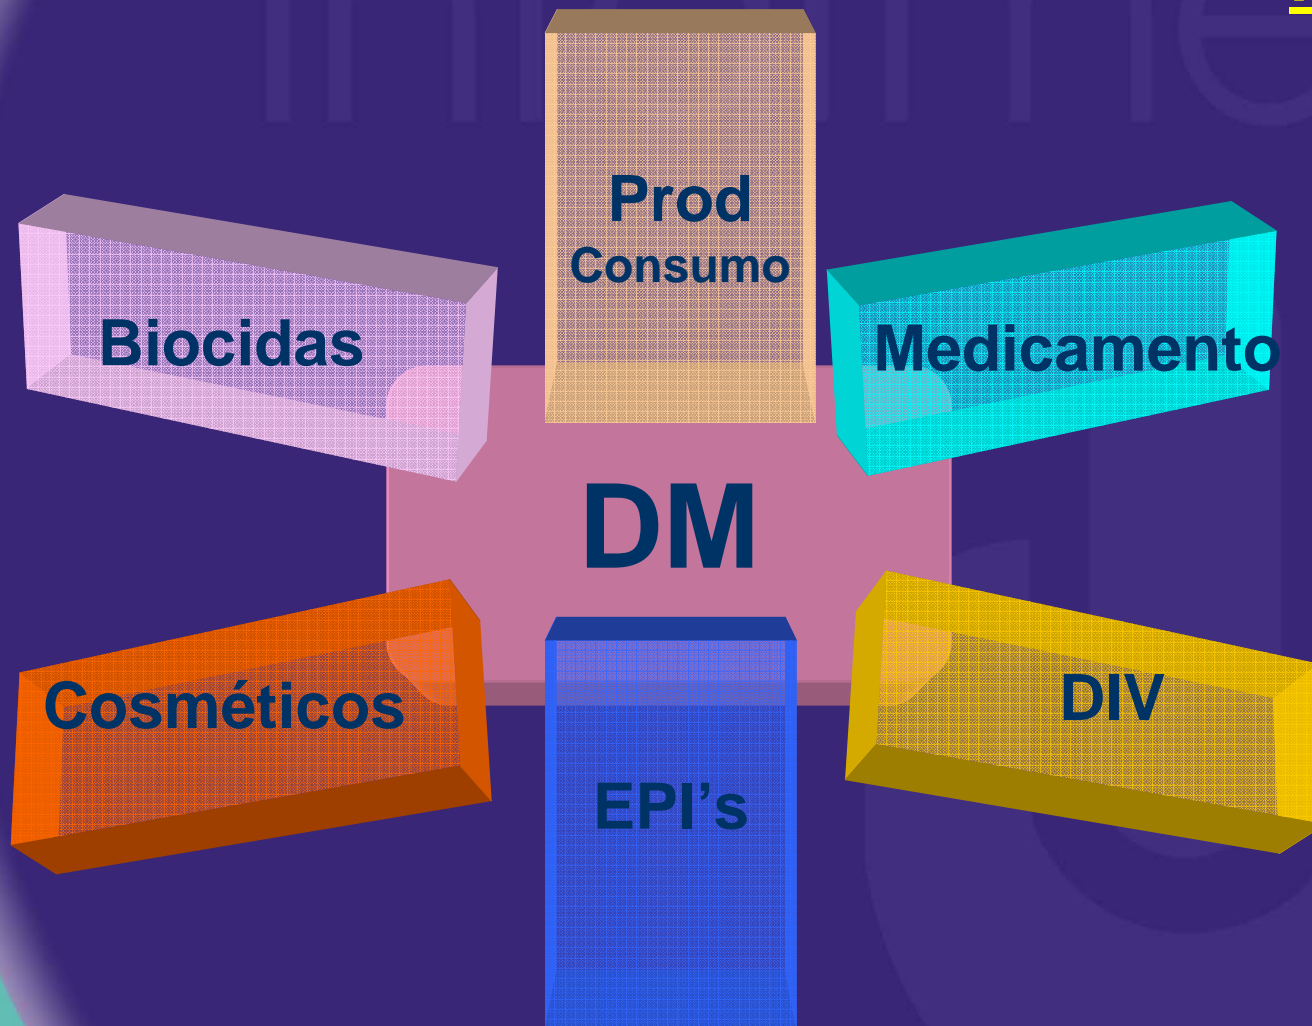 Prod
Consumo
Biocidas
Medicamento
DM
Cosméticos
DIV
EPI’s